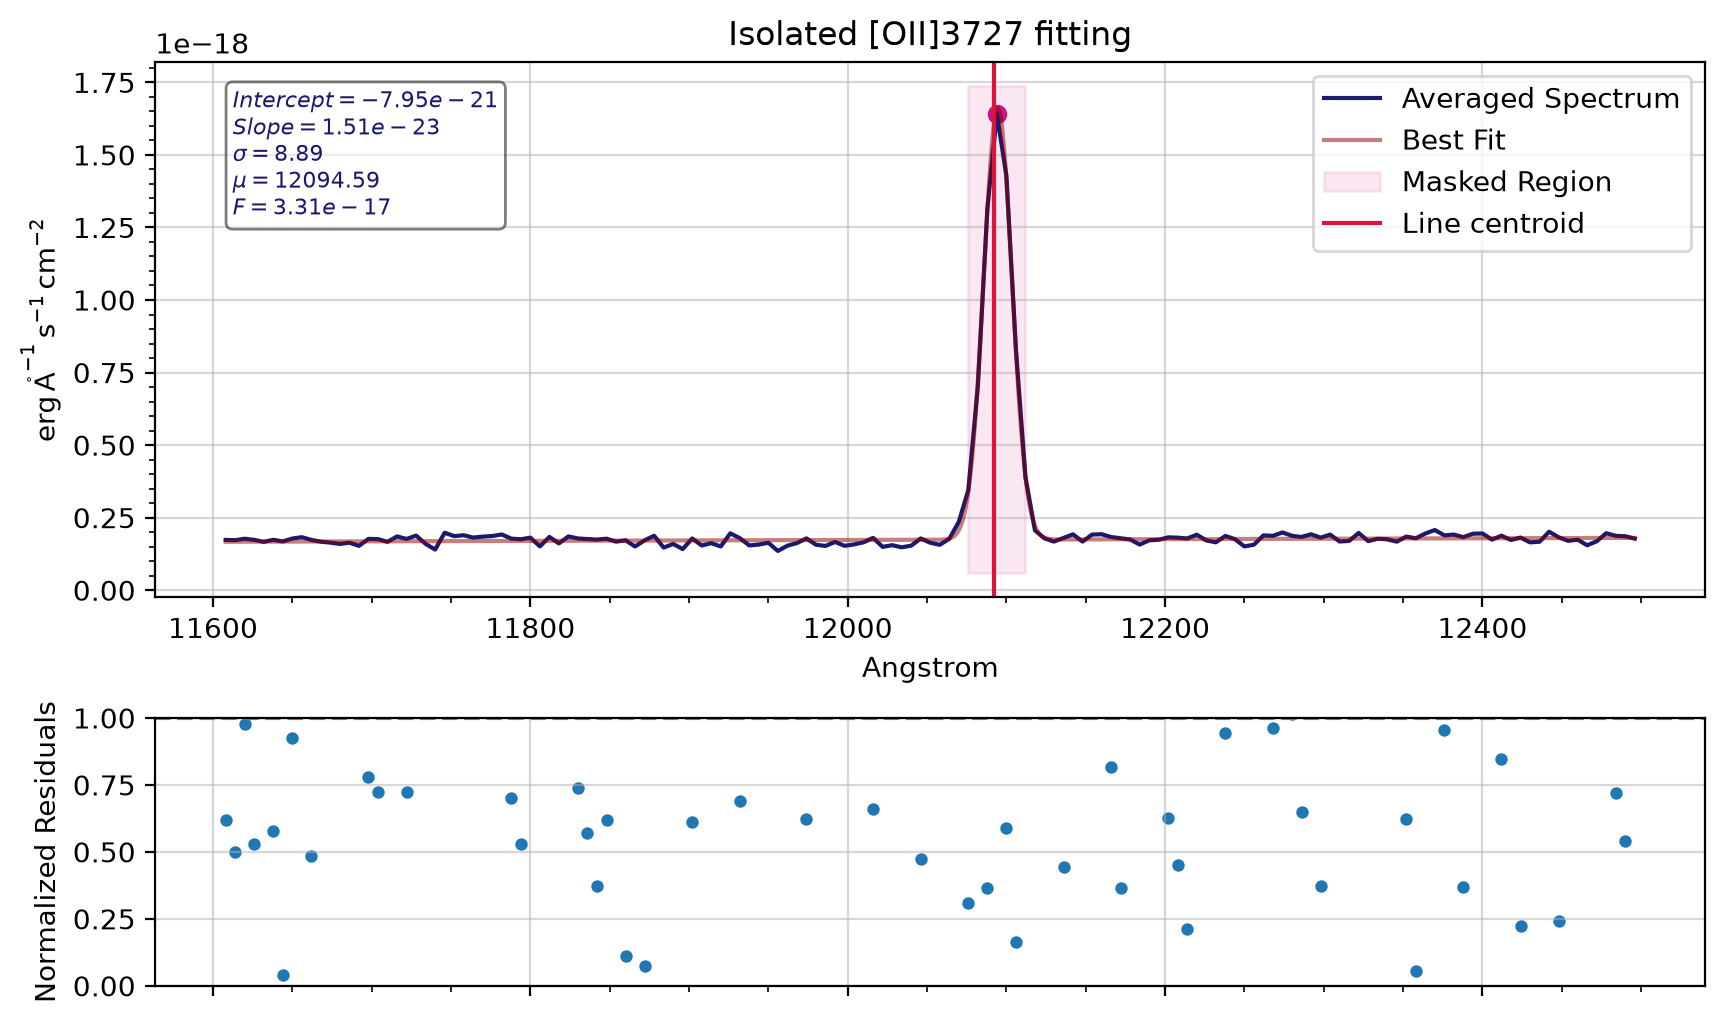 Isolated [OII]3727 fitting
1e−18
Intercept = −7.95e − 21
Slope = 1.51e − 23
σ = 8.89
μ = 12094.59
F = 3.31e − 17
Averaged Spectrum
Best Fit
Masked Region
Line centroid
erg Å⁻¹ s⁻¹ cm⁻²
1.75
1.50
1.25
1.00
0.75
0.50
0.25
0.00
11600 11800 12000 12200 12400
Angstrom
Normalized Residuals
1.00
0.75
0.50
0.25
0.00